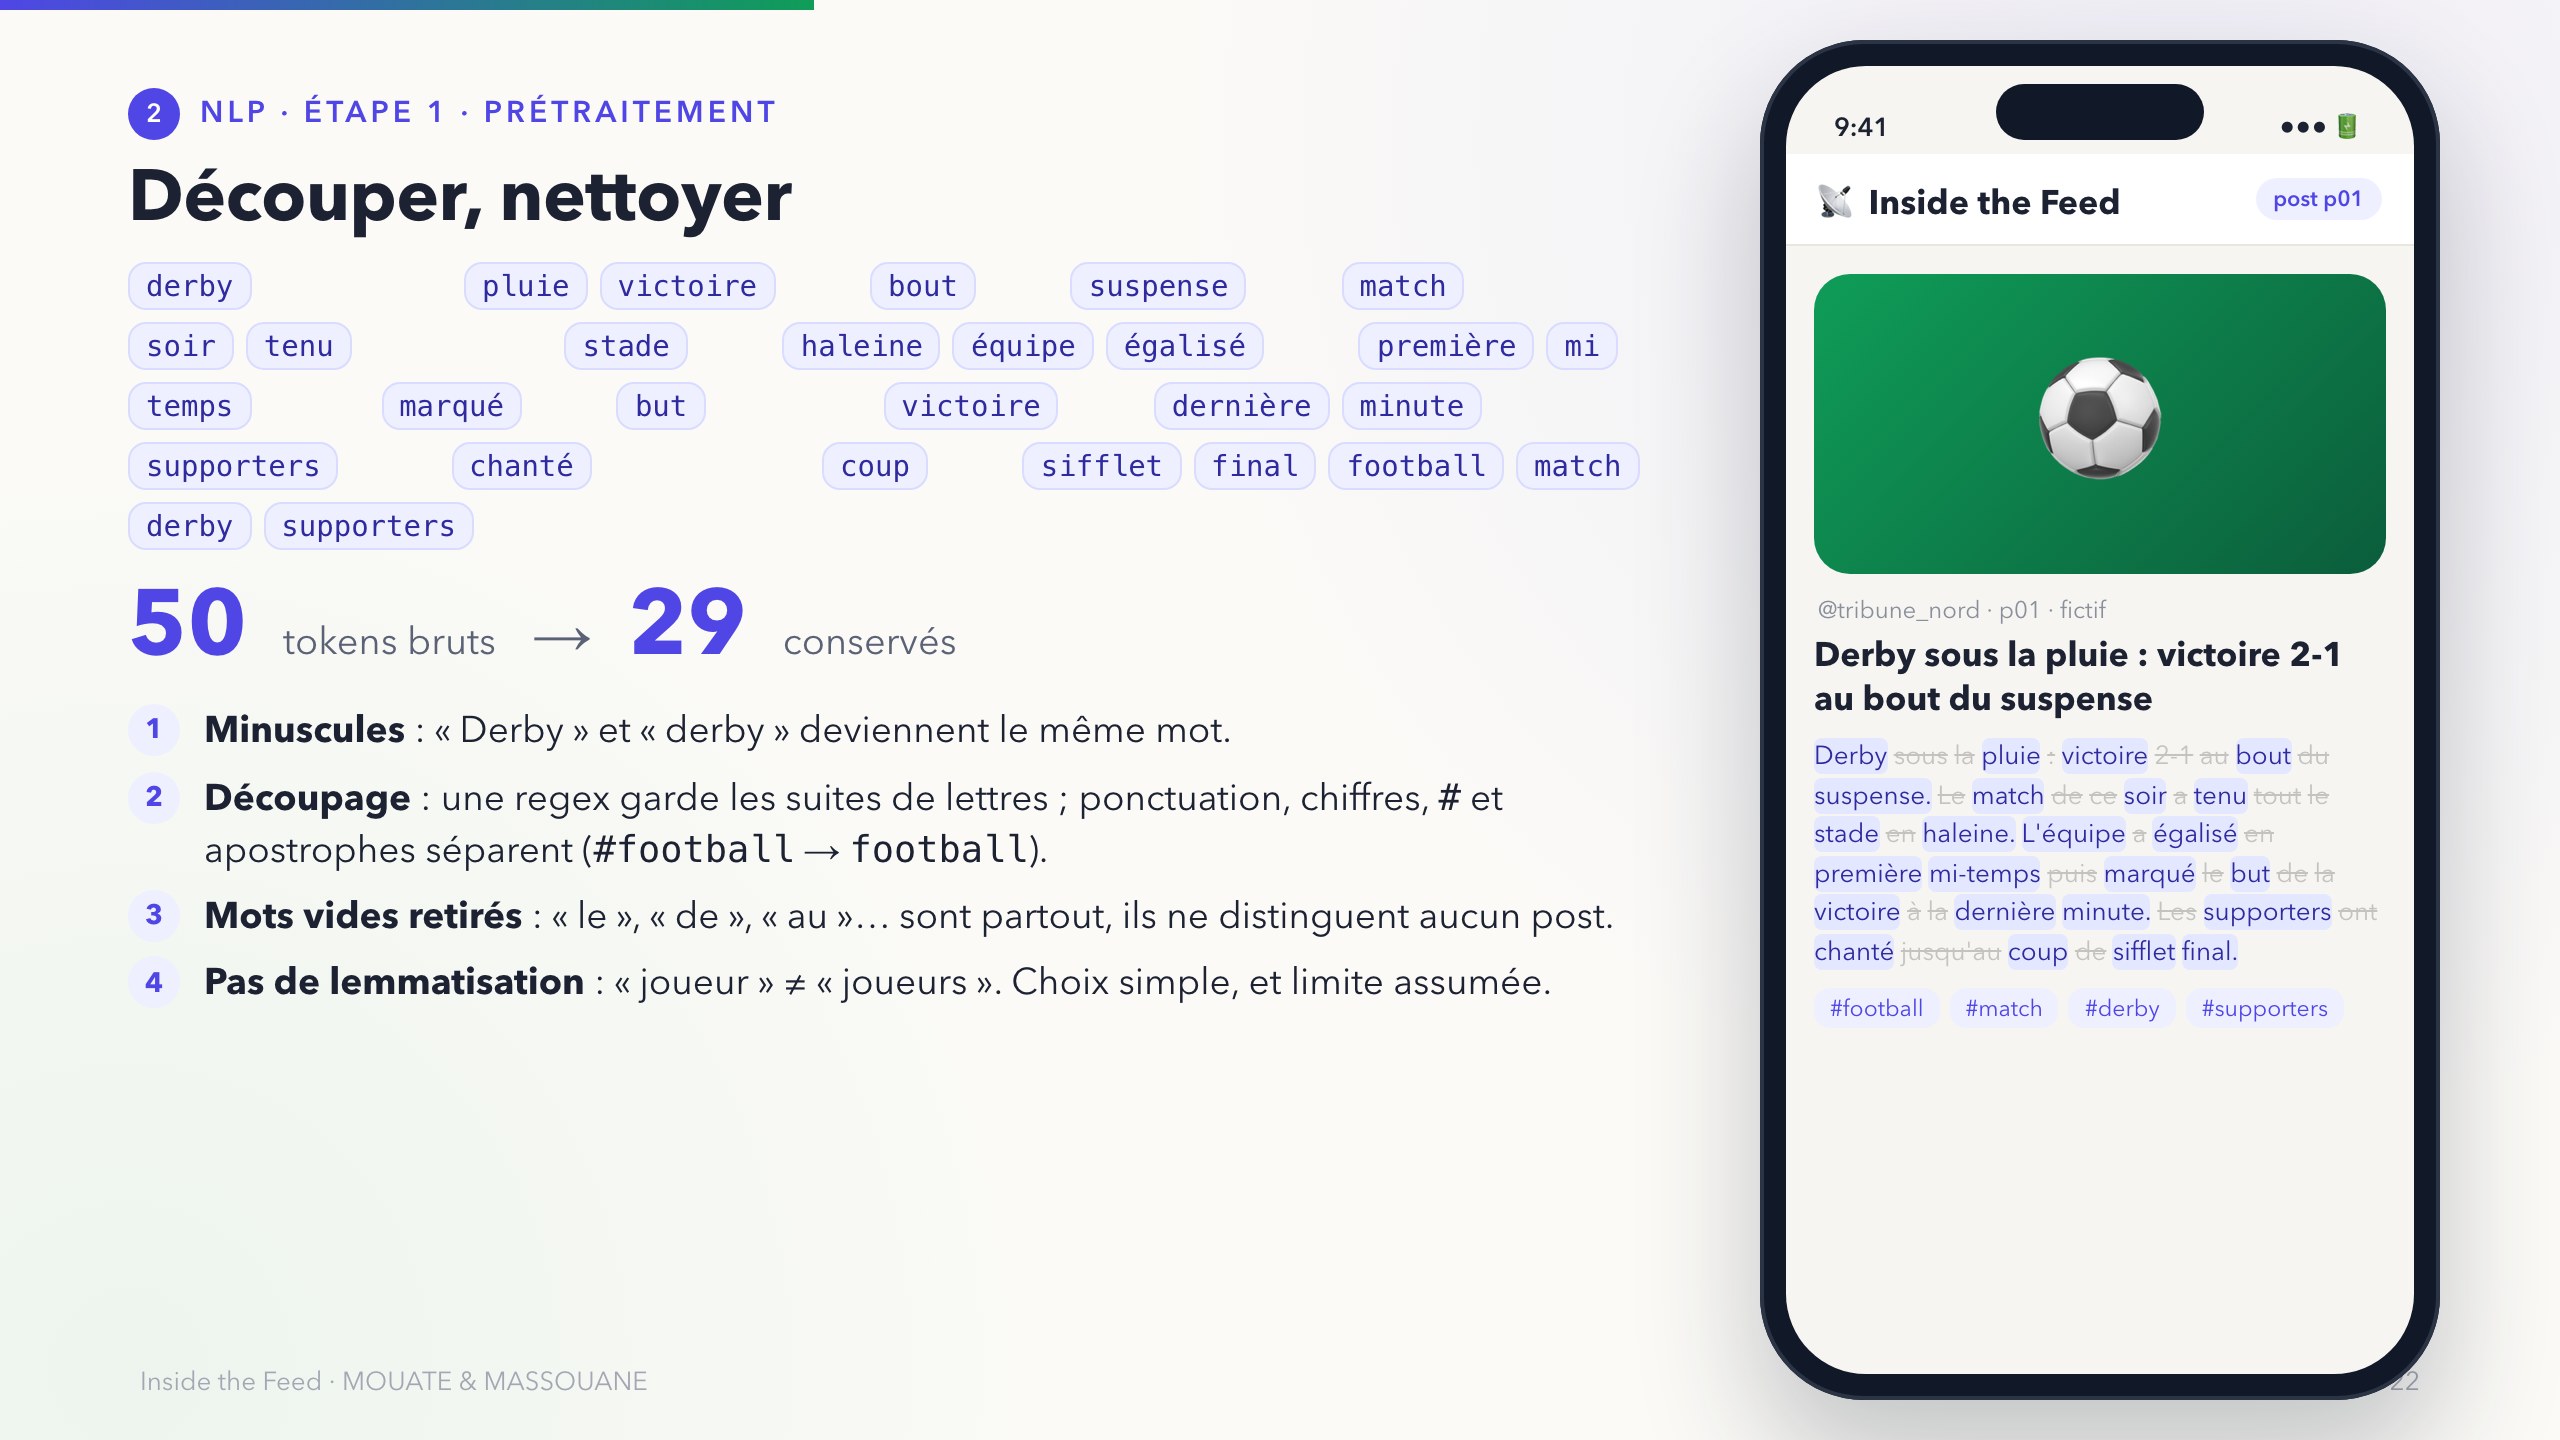 2 NLP · ÉTAPE 1 · PRÉTRAITEMENT
Découper, nettoyer
derby pluie victoire bout suspense match
soir tenu stade haleine équipe égalisé première mi
temps marqué but victoire dernière minute
supporters chanté coup sifflet final football match
derby supporters
50 tokens bruts → 29 conservés
1 Minuscules : « Derby » et « derby » deviennent le même mot.
2 Découpage : une regex garde les suites de lettres ; ponctuation, chiffres, # et
apostrophes séparent (#football → football).
3 Mots vides retirés : « le », « de », « au »… sont partout, ils ne distinguent aucun post.
4 Pas de lemmatisation : « joueur » ≠ « joueurs ». Choix simple, et limite assumée.
Inside the Feed · MOUATE & MASSOUANE
9:41
Inside the Feed post p01
@tribune_nord · p01 · fictif
Derby sous la pluie : victoire 2-1
au bout du suspense
Derby sous la pluie : victoire 2-1 au bout du
suspense. Le match de ce soir a tenu tout le
stade en haleine. L'équipe a égalisé en
première mi-temps puis marqué le but de la
victoire à la dernière minute. Les supporters ont
chanté jusqu'au coup de sifflet final.
#football #match #derby #supporters
22